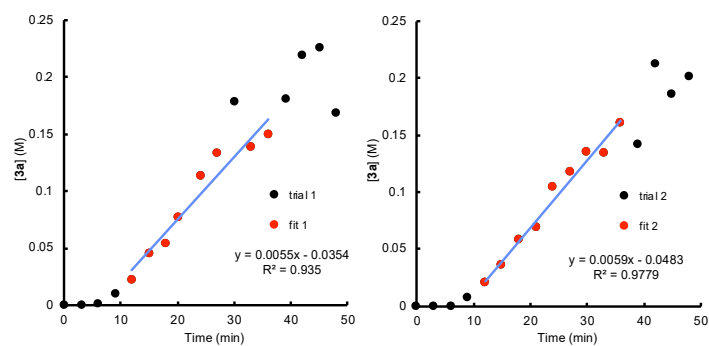 0.25
0.2
0.15
0.1
0.05
0
0 10 20 30 40 50
[3a] (M)
Time (min)
trial 1
fit 1
y = 0.0055x - 0.0354
R² = 0.935
0.25
0.2
0.15
0.1
0.05
0
0 10 20 30 40 50
[3a] (M)
Time (min)
trial 2
fit 2
y = 0.0059x - 0.0483
R² = 0.9779